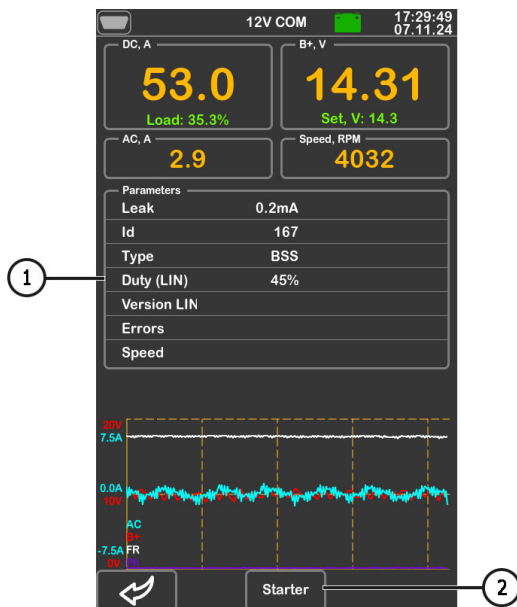 12V COM
17:29:49
07.11.24
DC, A
53.0
Load: 35.3%
B+, V
14.31
Set, V: 14.3
AC, A
2.9
Speed, RPM
4032
Parameters
Leak 0.2mA
Id 167
Type BSS
Duty (LIN) 45%
Version LIN
Errors
Speed
1
20V
7.5A
0.0A
10V
AC
B+
-7.5A FR
0V Ph
Starter
2